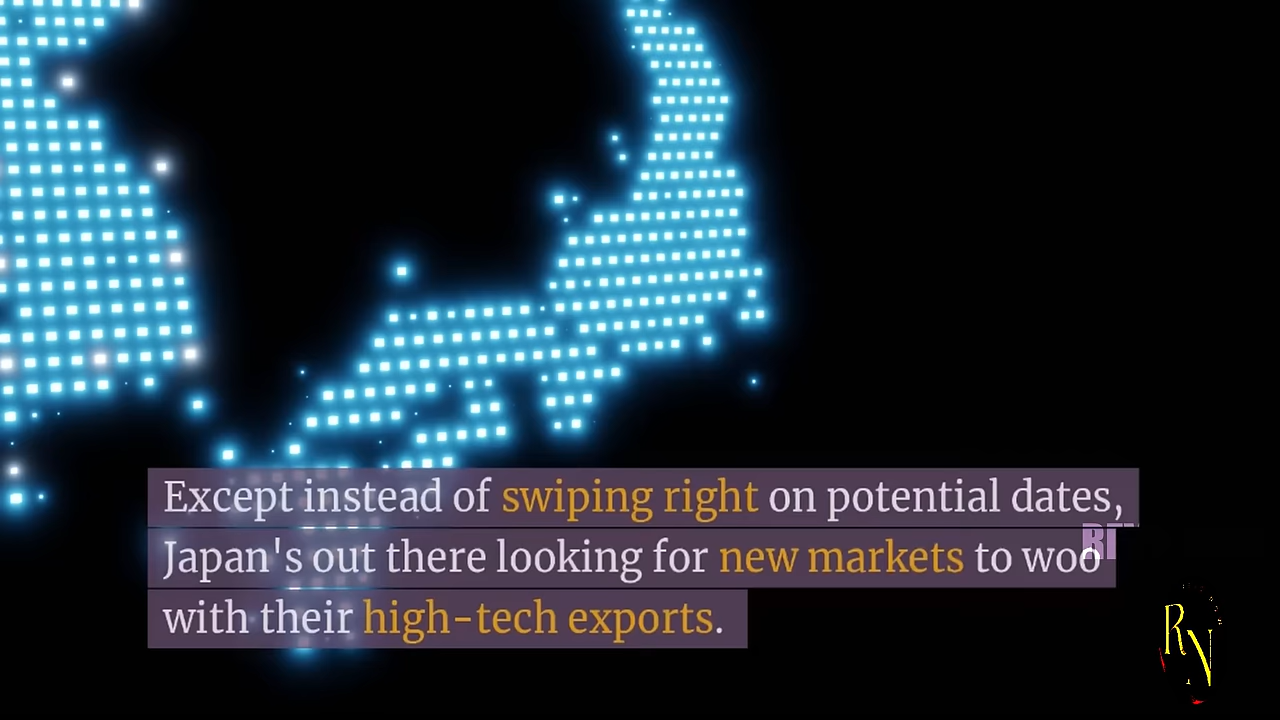 Except instead of swiping right on potential dates,
Japan's out there looking for new markets to woo
with their high-tech exports.
RN